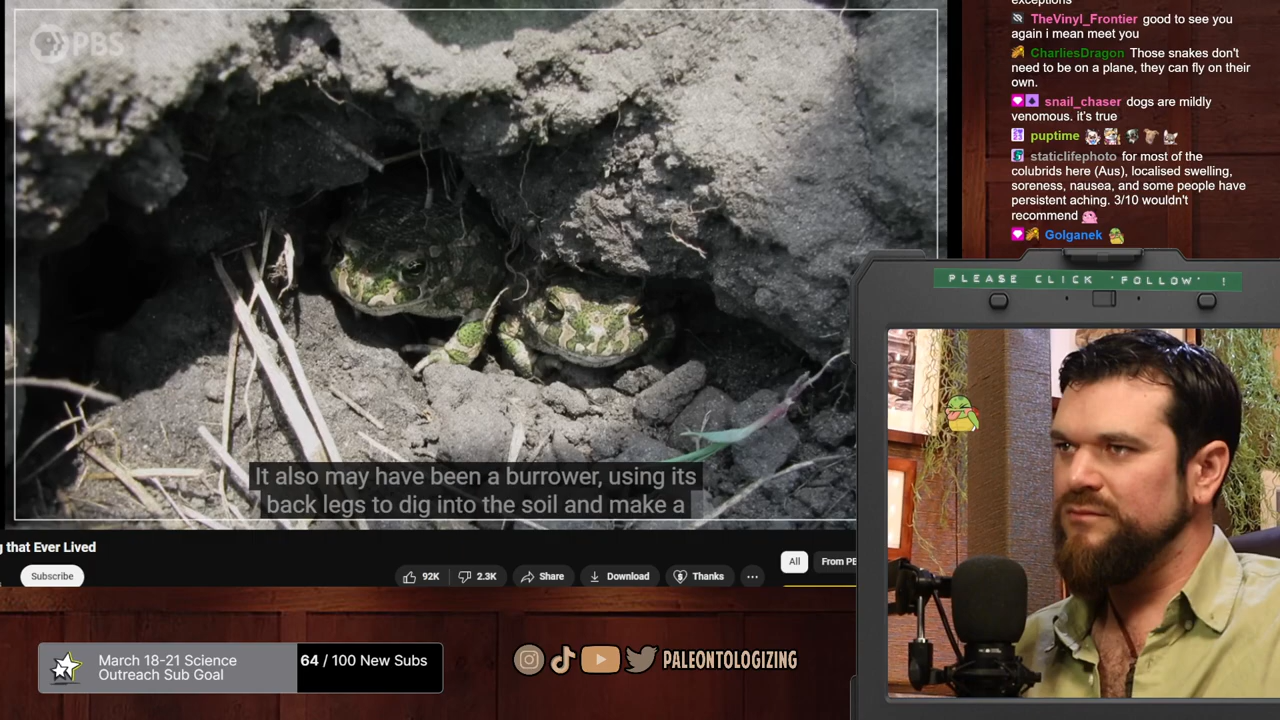 PBS
exceptions
TheVinyl_Frontier good to see you
again i mean meet you
CharliesDragon Those snakes don't
need to be on a plane, they can fly on their
own.
snail_chaser dogs are mildly
venomous. it's true
puptime
staticlifephoto for most of the
colubrids here (Aus), localised swelling,
soreness, nausea, and some people have
persistent aching. 3/10 wouldn't
recommend
Golganek
PLEASE CLICK 'FOLLOW' !
It also may have been a burrower, using its
back legs to dig into the soil and make a
g that Ever Lived
Subscribe
92K
2.3K
Share
Download
Thanks
...
All
From PB
March 18-21 Science
Outreach Sub Goal
64 / 100 New Subs
PALEONTOLOGIZING